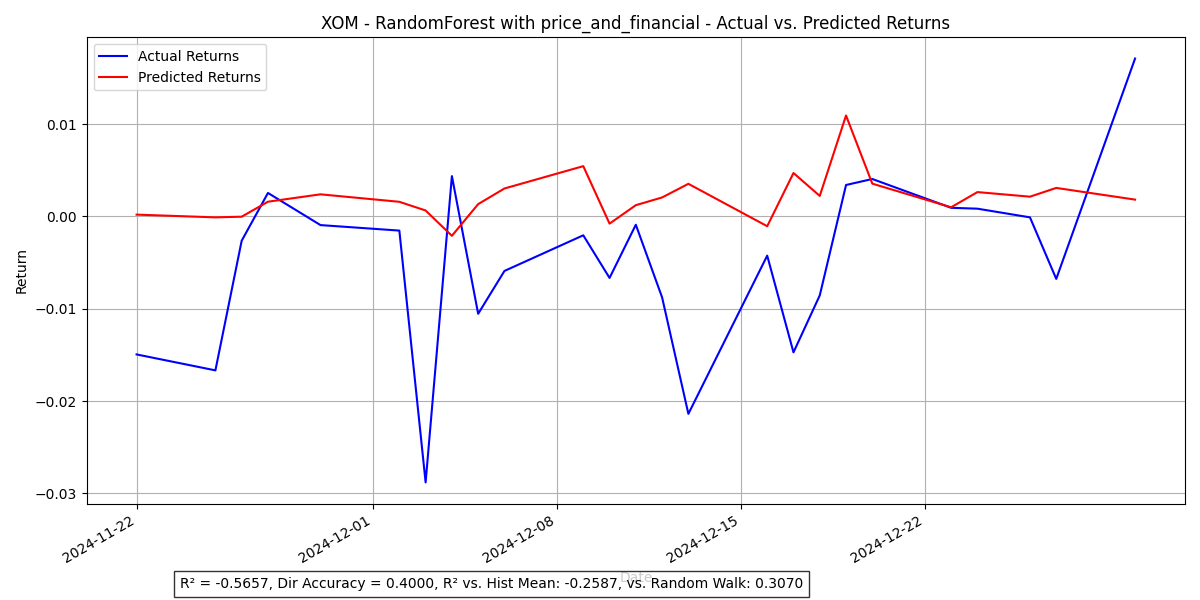 XOM - RandomForest with price_and_financial - Actual vs. Predicted Returns
Actual Returns
Predicted Returns
0.01
0.00
−0.01
−0.02
−0.03
Return
2024-11-22
2024-12-01
2024-12-08
2024-12-15
2024-12-22
Date
R² = -0.5657, Dir Accuracy = 0.4000, R² vs. Hist Mean: -0.2587, vs. Random Walk: 0.3070